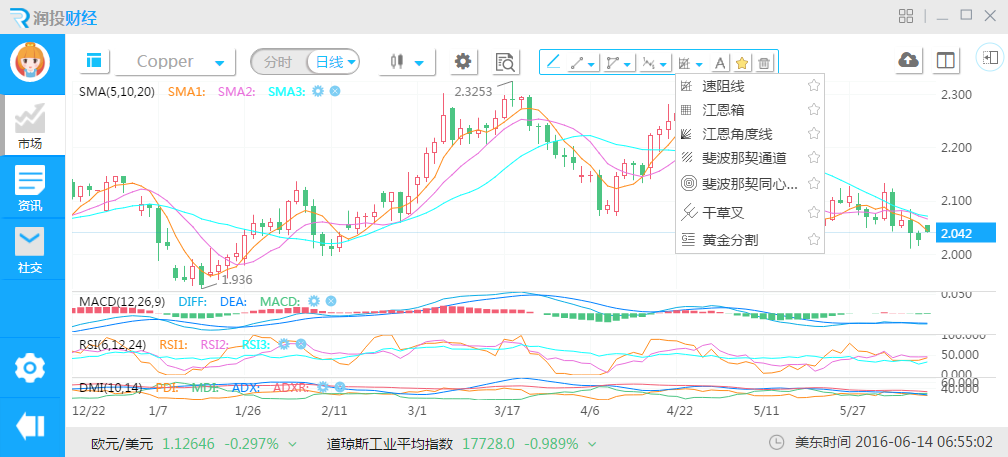 润投财经
Copper 分时 日线 A
SMA(5,10,20) SMA1: SMA2: SMA3:
速阻线
江恩箱
江恩角度线
斐波那契通道
斐波那契同心...
干草叉
黄金分割
市场
资讯
社交
2.3253
1.936
2.300
2.200
2.100
2.042
2.000
MACD(12,26,9) DIFF: DEA: MACD:
0.050
0.000
RSI(6,12,24) RSI1: RSI2: RSI3:
100.000
50.000
0.000
DMI(10,14) PDI: MDI: ADX: ADXR:
60.000
40.000
12/22 1/7 1/26 2/11 3/1 3/17 4/6 4/22 5/11 5/27
欧元/美元 1.12646 -0.297% 道琼斯工业平均指数 17728.0 -0.989% 美东时间 2016-06-14 06:55:02